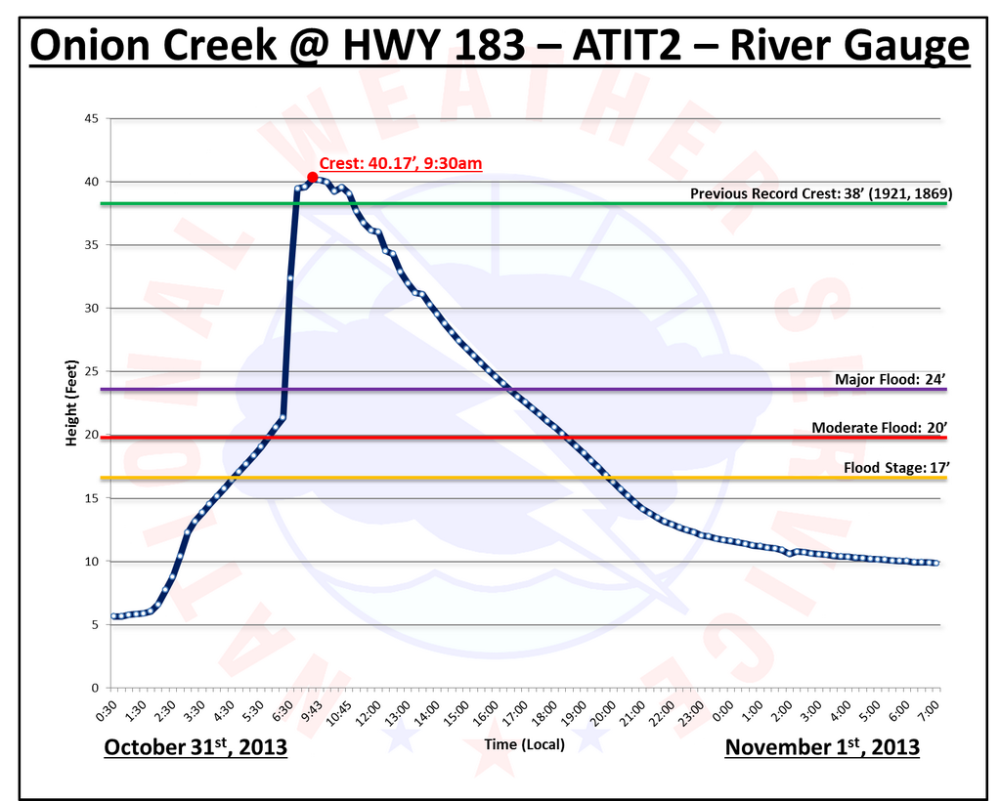 Onion Creek @ HWY 183 – ATIT2 – River Gauge
NATIONAL WEATHER SERVICE
45
Crest: 40.17’, 9:30am
40
Previous Record Crest: 38’ (1921, 1869)
35
30
25
Major Flood: 24’
Moderate Flood: 20’
20
Flood Stage: 17’
15
10
5
0
Height (Feet)
0:30 1:30 2:30 3:30 4:30 5:30 6:30 9:43 10:45 12:00 13:00 14:00 15:00 16:00 17:00 18:00 19:00 20:00 21:00 22:00 23:00 0:00 1:00 2:00 3:00 4:00 5:00 6:00 7:00
Time (Local)
October 31st, 2013
November 1st, 2013